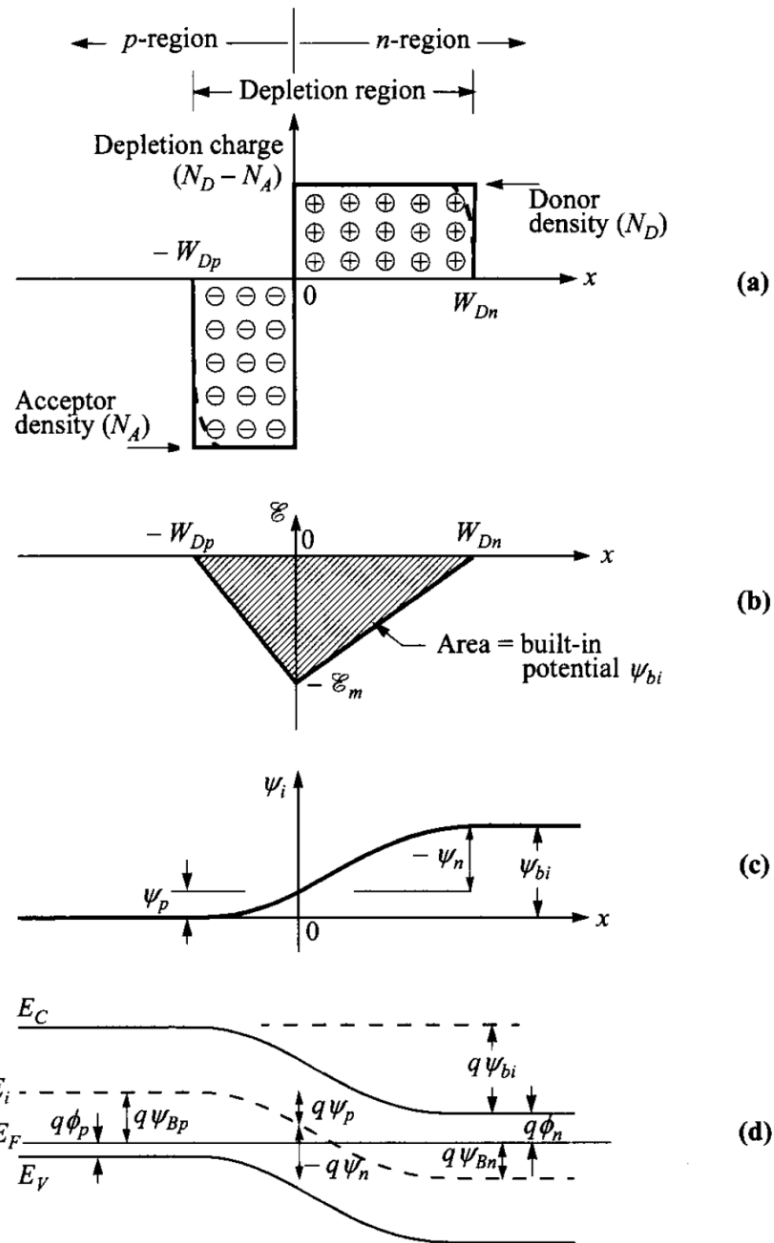 p-region
n-region
Depletion region
Depletion charge
(N_D − N_A)
Donor
density (N_D)
− W_Dp
x
0
W_Dn
(a)
Acceptor
density (N_A)
ℰ
− W_Dp
0
W_Dn
x
(b)
Area = built-in
potential ψ_bi
− ℰ_m
ψ_i
− ψ_n
ψ_bi
(c)
ψ_p
0
x
E_C
qψ_bi
E_i
qψ_p
qϕ_p
qψ_Bp
qϕ_n
(d)
E_F
− qψ_n
qψ_Bn
E_V